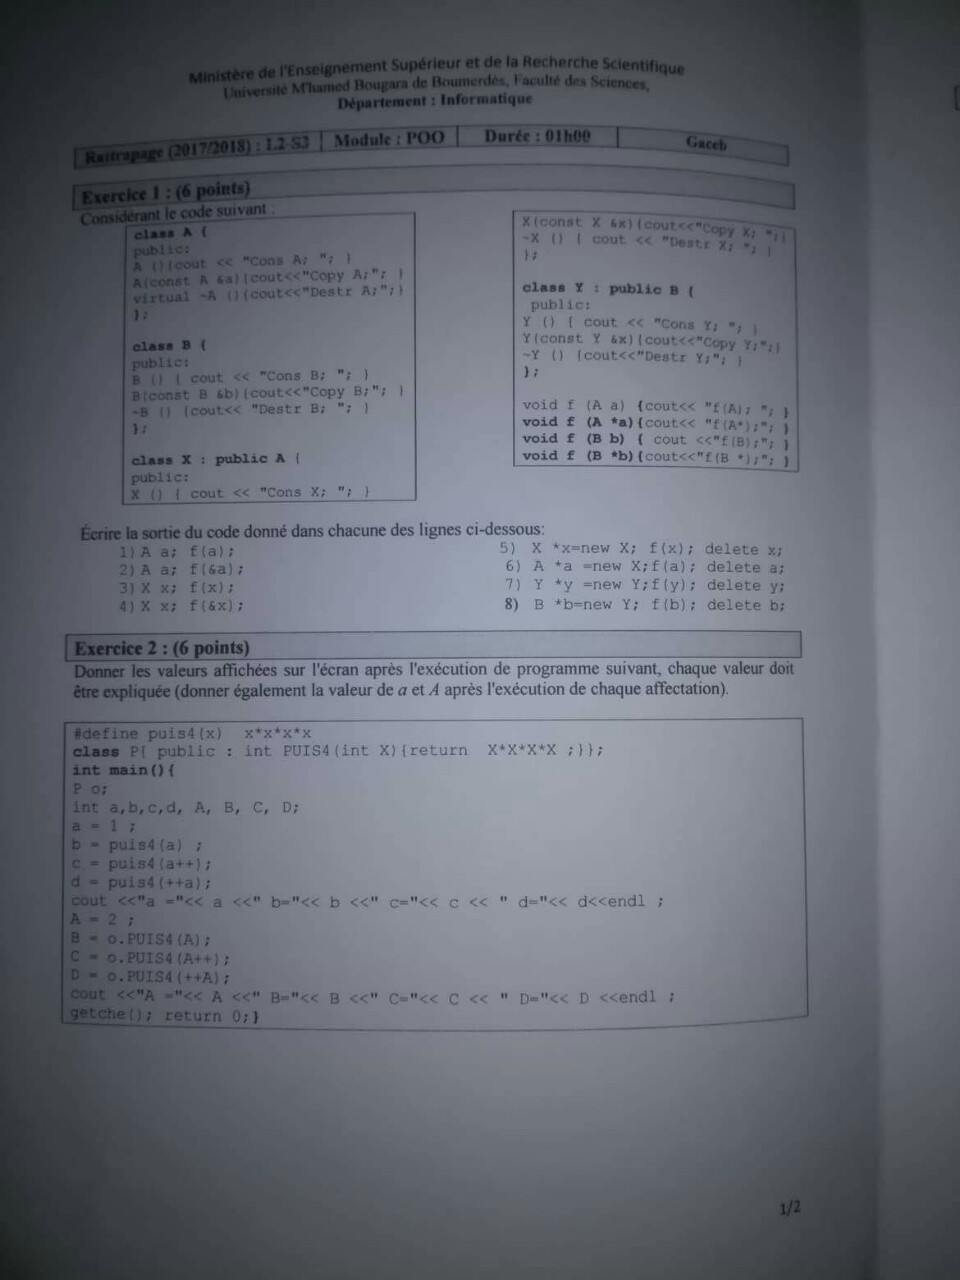 Ministère de l'Enseignement Supérieur et de la Recherche Scientifique
Université M'hamed Bougara de Boumerdès, Faculté des Sciences,
Département : Informatique
Rattrapage (2017/2018) : L2-S3 Module : POO Durée : 01h00 Gaceb
Exercice 1 : (6 points)
Considérant le code suivant :
class A {
public:
A (){cout << "Cons A; "; }
A(const A &a){cout<<"Copy A;"; }
virtual ~A (){cout<<"Destr A;";}
};
class B {
public:
B () { cout << "Cons B; "; }
B(const B &b){cout<<"Copy B;"; }
~B () {cout<< "Destr B; "; }
};
class X : public A {
public:
X () { cout << "Cons X; "; }
X(const X &x){cout<<"Copy X; ";}
~X () { cout << "Destr X; "; }
};
class Y : public B {
public:
Y () { cout << "Cons Y; "; }
Y(const Y &x){cout<<"Copy Y;";}
~Y () {cout<<"Destr Y;"; }
};
void f (A a) {cout<< "f(A); "; }
void f (A *a){cout<< "f(A*);"; }
void f (B b) { cout <<"f(B);"; }
void f (B *b){cout<<"f(B *);"; }
Écrire la sortie du code donné dans chacune des lignes ci-dessous:
1) A a; f(a);
2) A a; f(&a);
3) X x; f(x);
4) X x; f(&x);
5) X *x=new X; f(x); delete x;
6) A *a =new X;f(a); delete a;
7) Y *y =new Y;f(y); delete y;
8) B *b=new Y; f(b); delete b;
Exercice 2 : (6 points)
Donner les valeurs affichées sur l'écran après l'exécution de programme suivant, chaque valeur doit
être expliquée (donner également la valeur de a et A après l'exécution de chaque affectation).
#define puis4(x) x*x*x*x
class P{ public : int PUIS4(int X){return X*X*X*X ;}};
int main(){
P o;
int a,b,c,d, A, B, C, D;
a = 1 ;
b = puis4(a) ;
c = puis4(a++);
d = puis4(++a);
cout <<"a ="<< a <<" b="<< b <<" c="<< c << " d="<< d<<endl ;
A = 2 ;
B = o.PUIS4(A);
C = o.PUIS4(A++);
D = o.PUIS4(++A);
cout <<"A ="<< A <<" B="<< B <<" C="<< C << " D="<< D <<endl ;
getche(); return 0;}
1/2